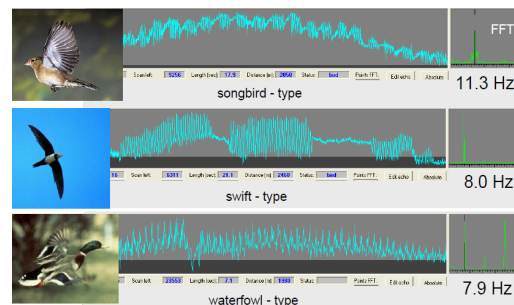 FFT
Scan left 9256 Length (sec) 17.9 Distance (m) 2850 Status bird Points FFT: Edit echo Absolute
songbird - type
11.3 Hz
16 Scan left 6311 Length (sec) 21.1 Distance (m) 2460 Status bird Points FFT: Edit echo Absolute
swift - type
8.0 Hz
Scan left 23550 Length (sec) 7.1 Distance (m) 1980 Status Points FFT: Edit echo Absolute
waterfowl - type
7.9 Hz